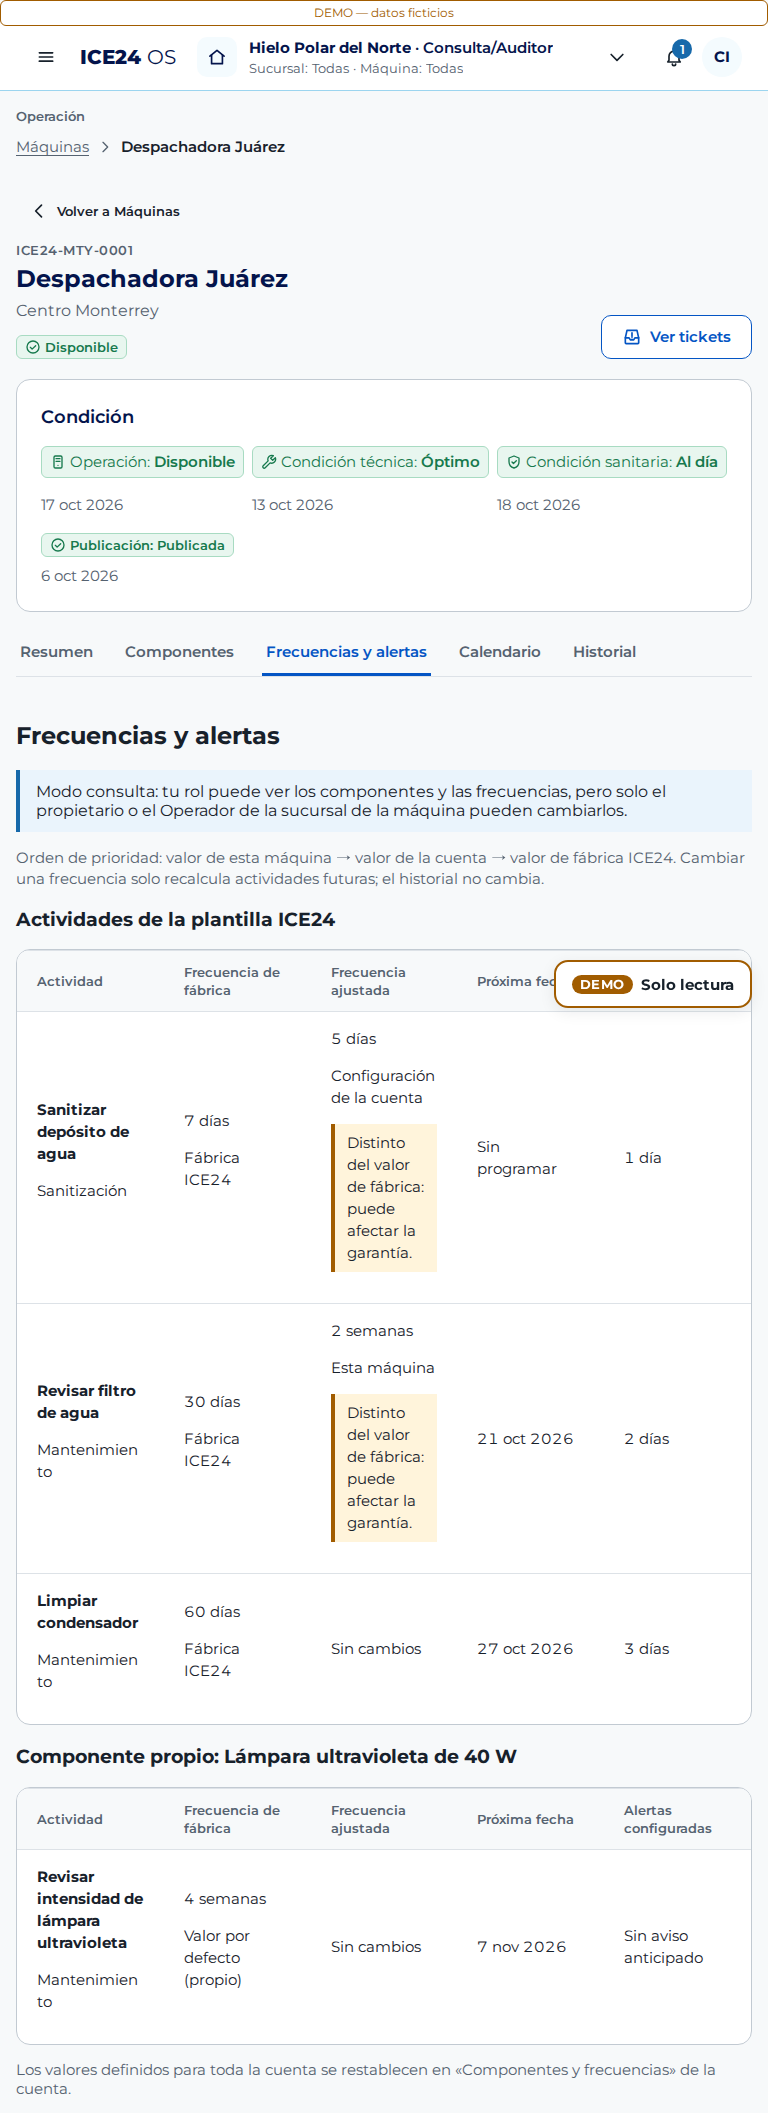 DEMO — datos ficticios
ICE24 OS
Hielo Polar del Norte · Consulta/Auditor
Sucursal: Todas · Máquina: Todas
1
CI
Operación
Máquinas
Despachadora Juárez
Volver a Máquinas
ICE24-MTY-0001
Despachadora Juárez
Centro Monterrey
Disponible
Ver tickets
Condición
Operación: Disponible
Condición técnica: Óptimo
Condición sanitaria: Al día
17 oct 2026
13 oct 2026
18 oct 2026
Publicación: Publicada
6 oct 2026
Resumen
Componentes
Frecuencias y alertas
Calendario
Historial
Frecuencias y alertas
Modo consulta: tu rol puede ver los componentes y las frecuencias, pero solo el
propietario o el Operador de la sucursal de la máquina pueden cambiarlos.
Orden de prioridad: valor de esta máquina → valor de la cuenta → valor de fábrica ICE24. Cambiar
una frecuencia solo recalcula actividades futuras; el historial no cambia.
Actividades de la plantilla ICE24
Actividad
Frecuencia de
fábrica
Frecuencia
ajustada
Próxima
DEMO Solo lectura
Sanitizar
depósito de
agua
Sanitización
7 días
Fábrica
ICE24
5 días
Configuración
de la cuenta
Distinto
del valor
de fábrica:
puede
afectar la
garantía.
Sin
programar
1 día
Revisar filtro
de agua
Mantenimien
to
30 días
Fábrica
ICE24
2 semanas
Esta máquina
Distinto
del valor
de fábrica:
puede
afectar la
garantía.
21 oct 2026
2 días
Limpiar
condensador
Mantenimien
to
60 días
Fábrica
ICE24
Sin cambios
27 oct 2026
3 días
Componente propio: Lámpara ultravioleta de 40 W
Actividad
Frecuencia de
fábrica
Frecuencia
ajustada
Próxima fecha
Alertas
configuradas
Revisar
intensidad de
lámpara
ultravioleta
Mantenimien
to
4 semanas
Valor por
defecto
(propio)
Sin cambios
7 nov 2026
Sin aviso
anticipado
Los valores definidos para toda la cuenta se restablecen en «Componentes y frecuencias» de la
cuenta.